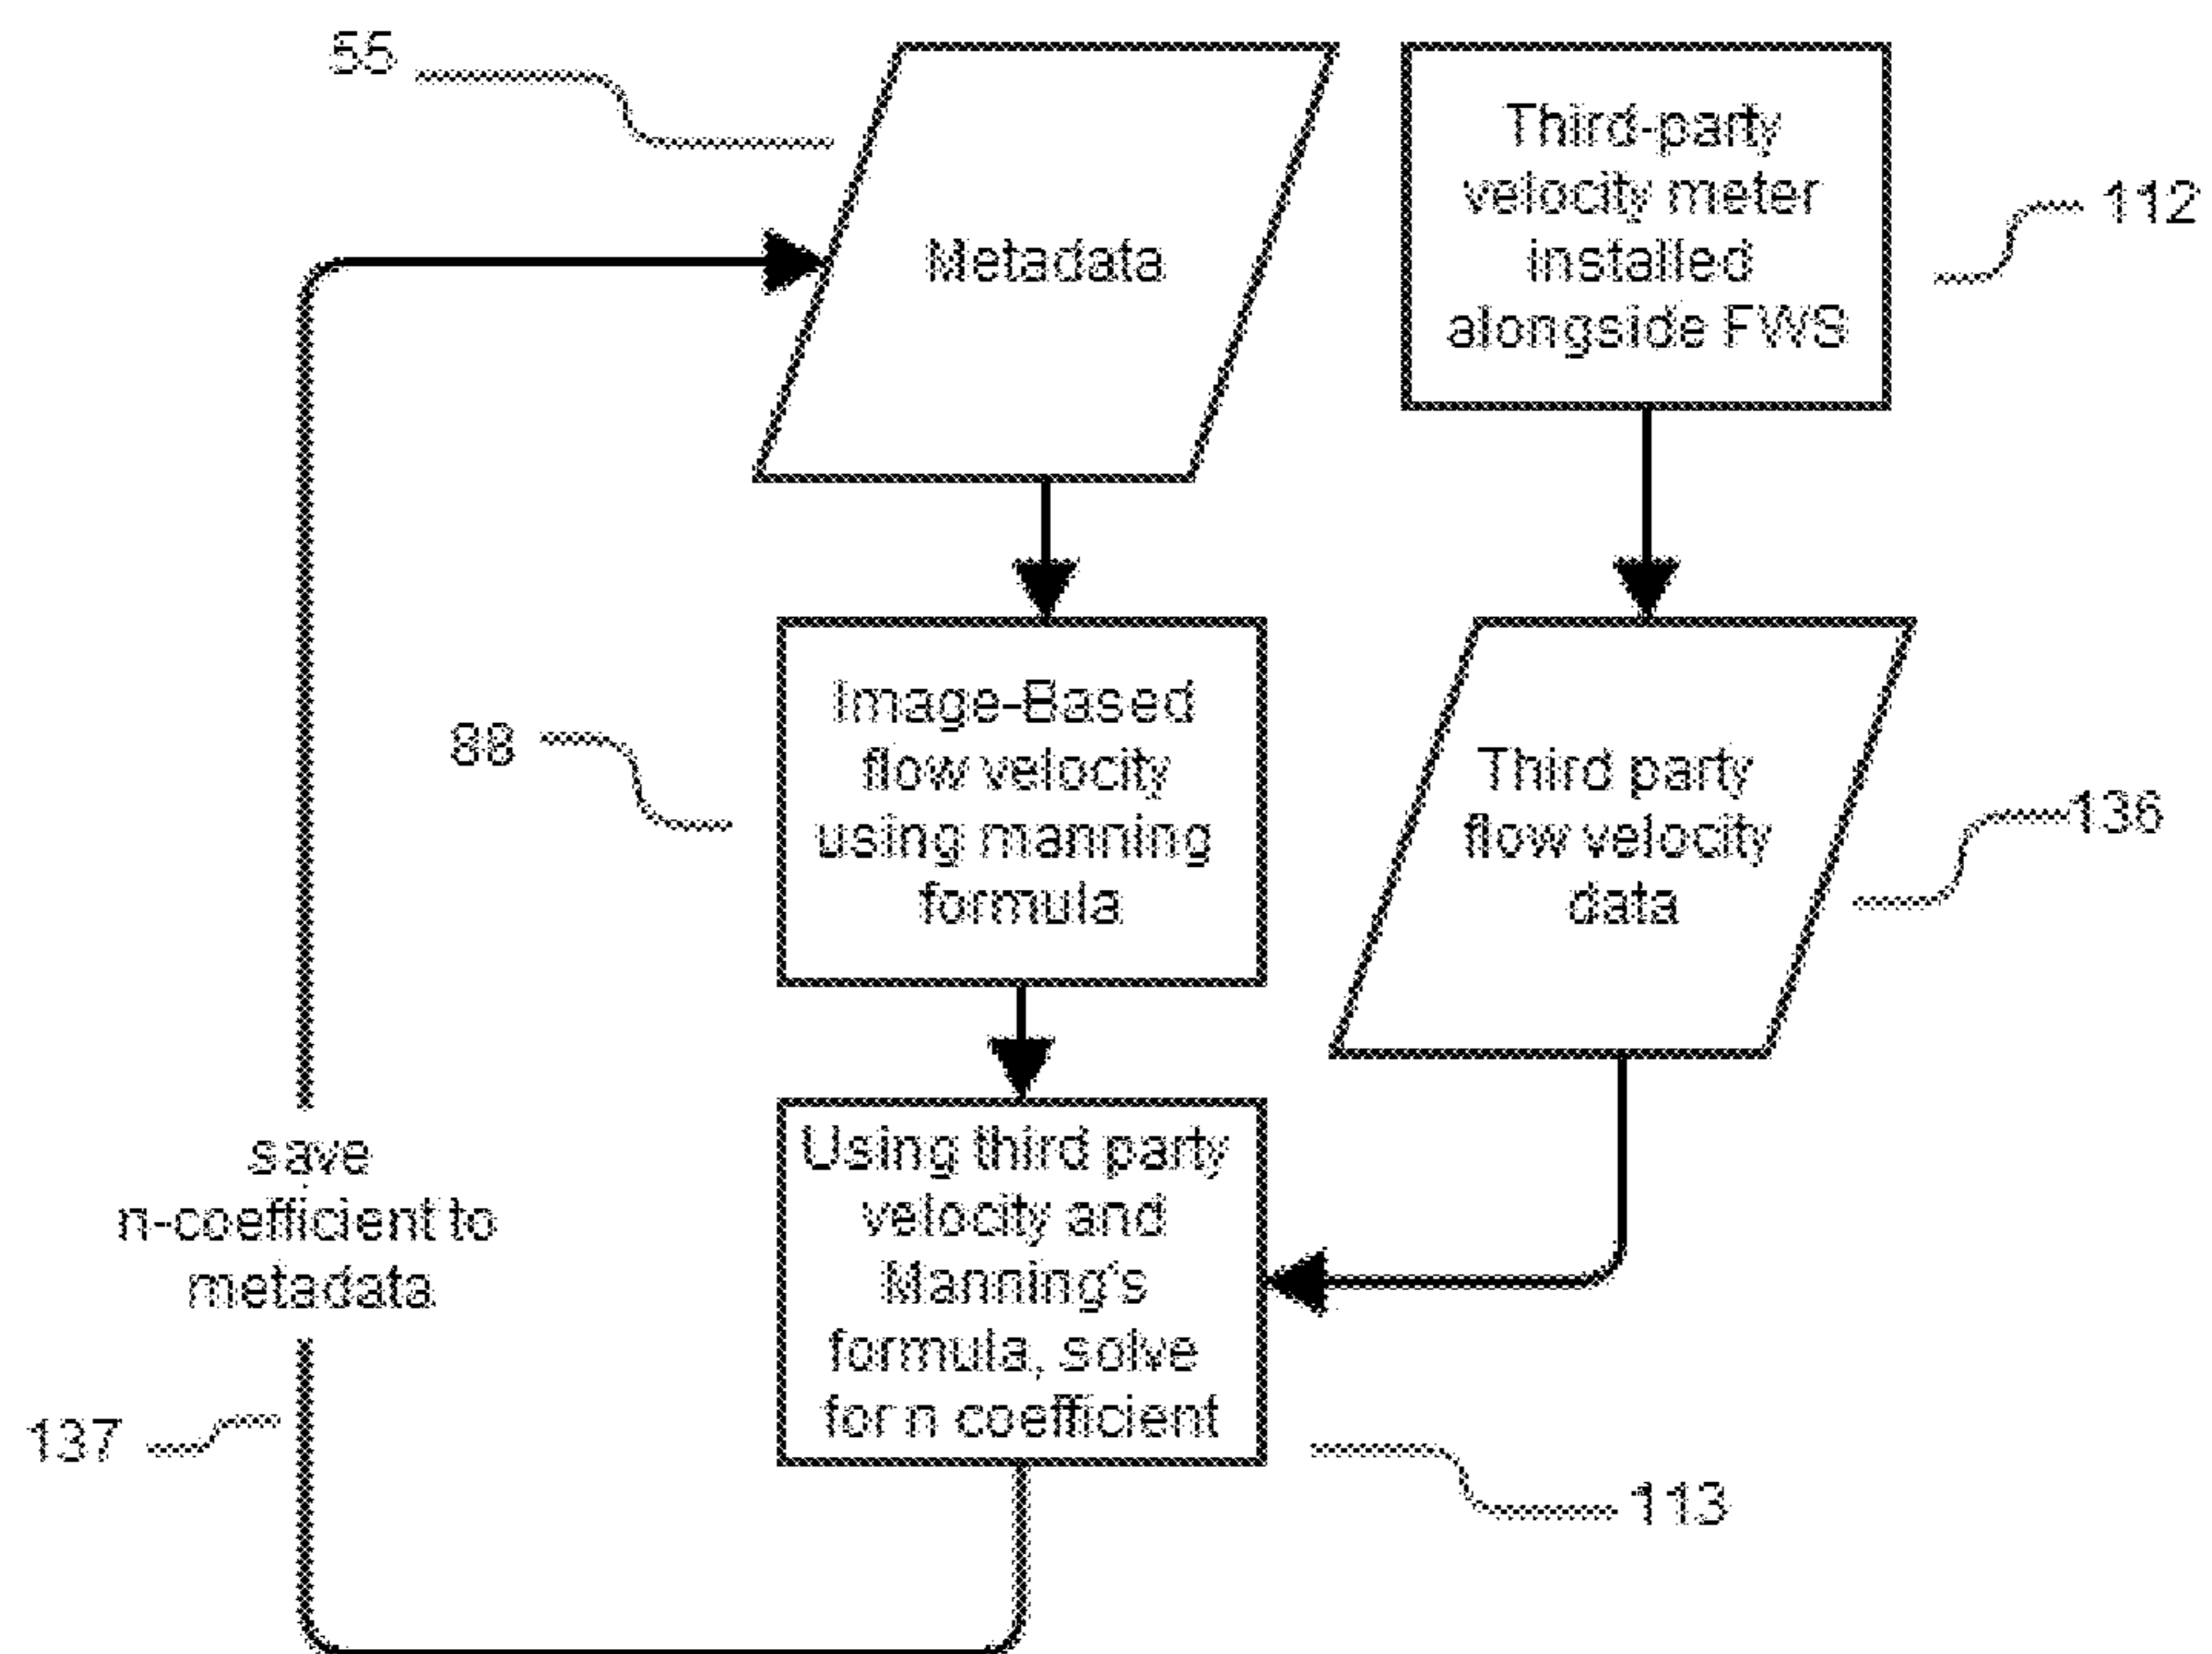 55
Metadata
Third-party
velocity meter
installed
alongside FWS
112
88
Image-Based
flow velocity
using manning
formula
Third party
flow velocity
data
136
save
n-coefficient to
metadata
137
Using third party
velocity and
Manning's
formula, solve
for n coefficient
113